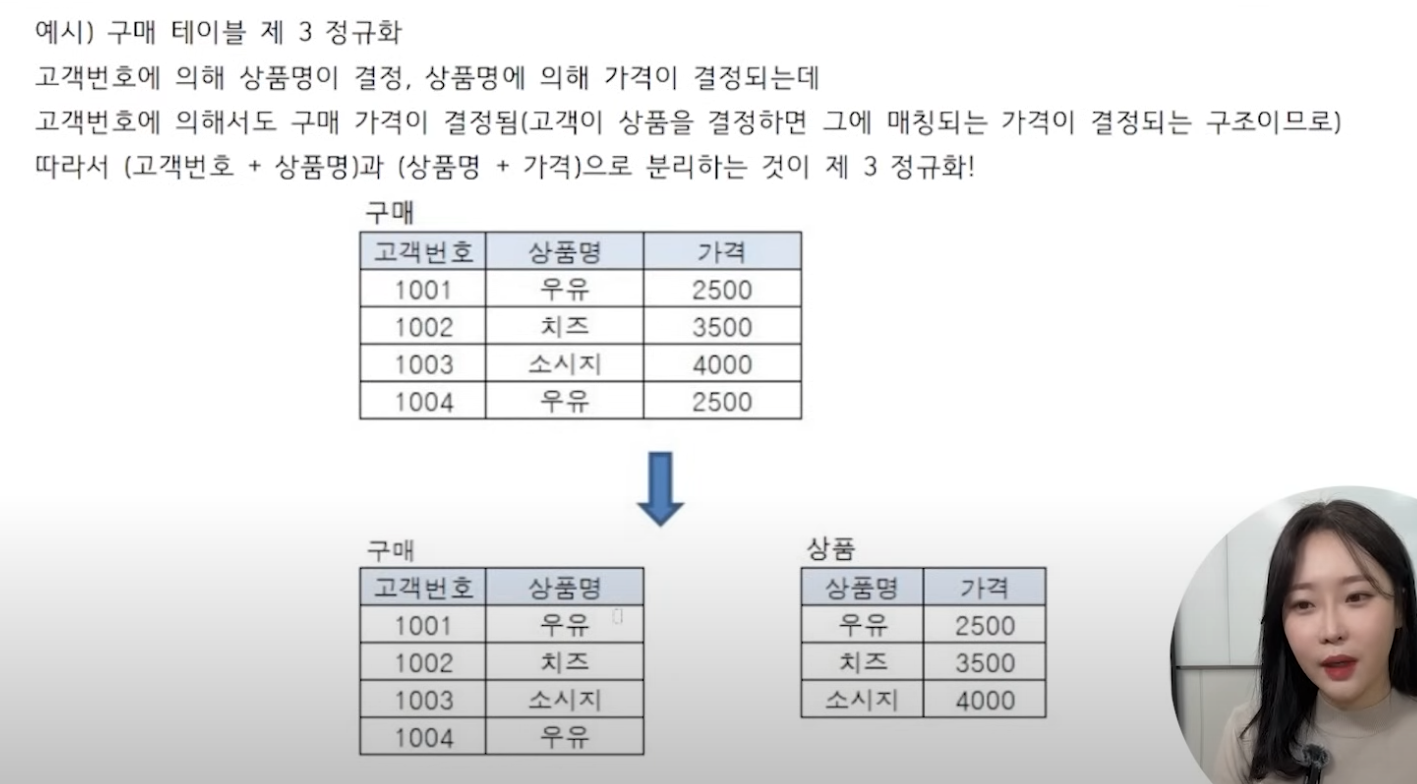 예시) 구매 테이블 제 3 정규화
고객번호에 의해 상품명이 결정, 상품명에 의해 가격이 결정되는데
고객번호에 의해서도 구매 가격이 결정됨(고객이 상품을 결정하면 그에 매칭되는 가격이 결정되는 구조이므로)
따라서 (고객번호 + 상품명)과 (상품명 + 가격)으로 분리하는 것이 제 3 정규화!
구매
고객번호 상품명 가격
1001 우유 2500
1002 치즈 3500
1003 소시지 4000
1004 우유 2500
구매
고객번호 상품명
1001 우유
1002 치즈
1003 소시지
1004 우유
상품
상품명 가격
우유 2500
치즈 3500
소시지 4000